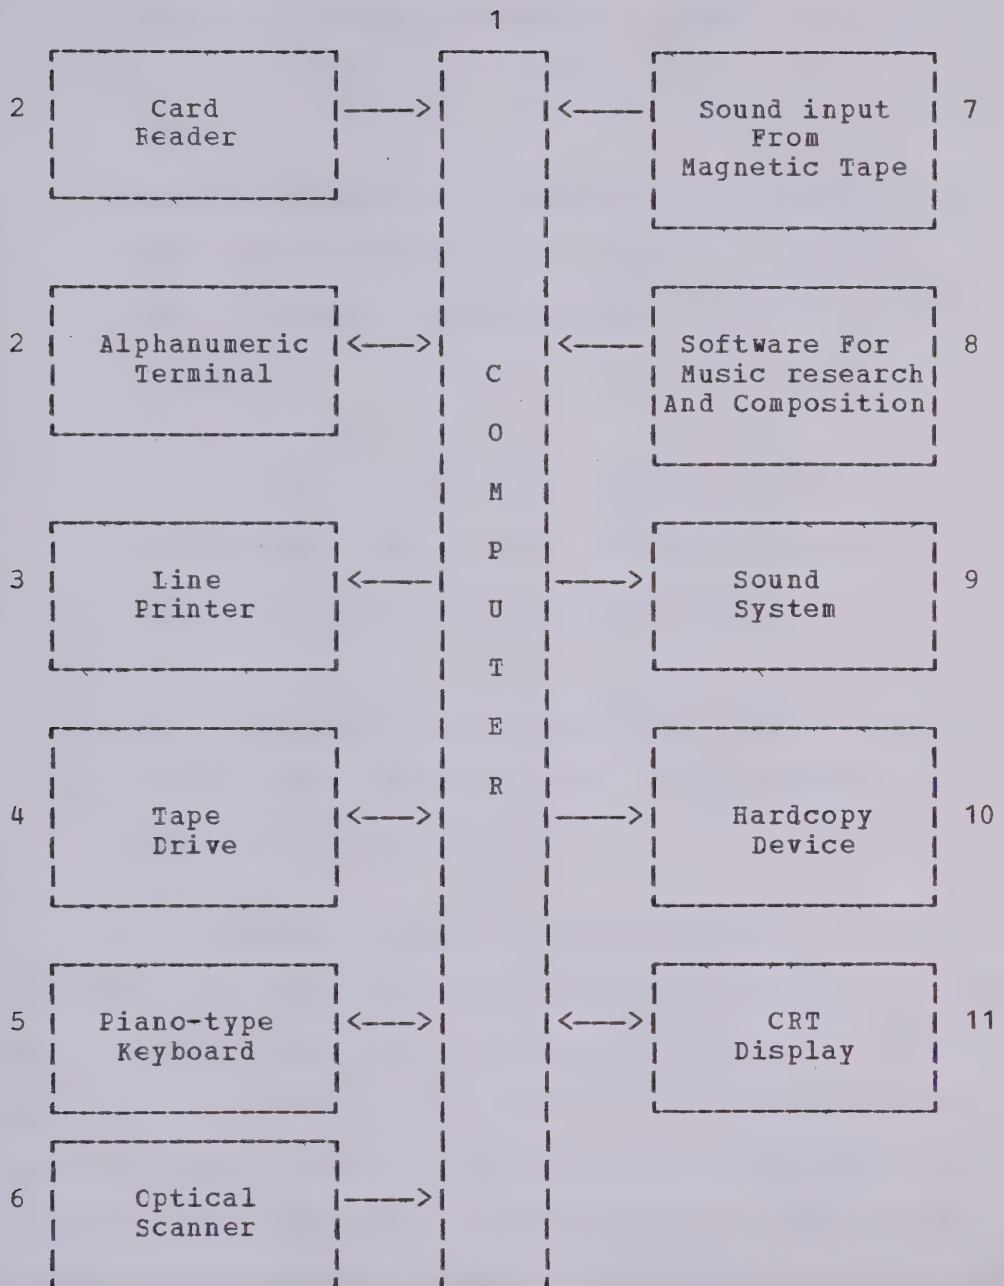 1
2 Card Reader
7 Sound input From Magnetic Tape
2 Alphanumeric Terminal
8 Software For Music research And Composition
COMPUTER
3 Line Printer
9 Sound System
4 Tape Drive
10 Hardcopy Device
5 Piano-type Keyboard
11 CRT Display
6 Optical Scanner